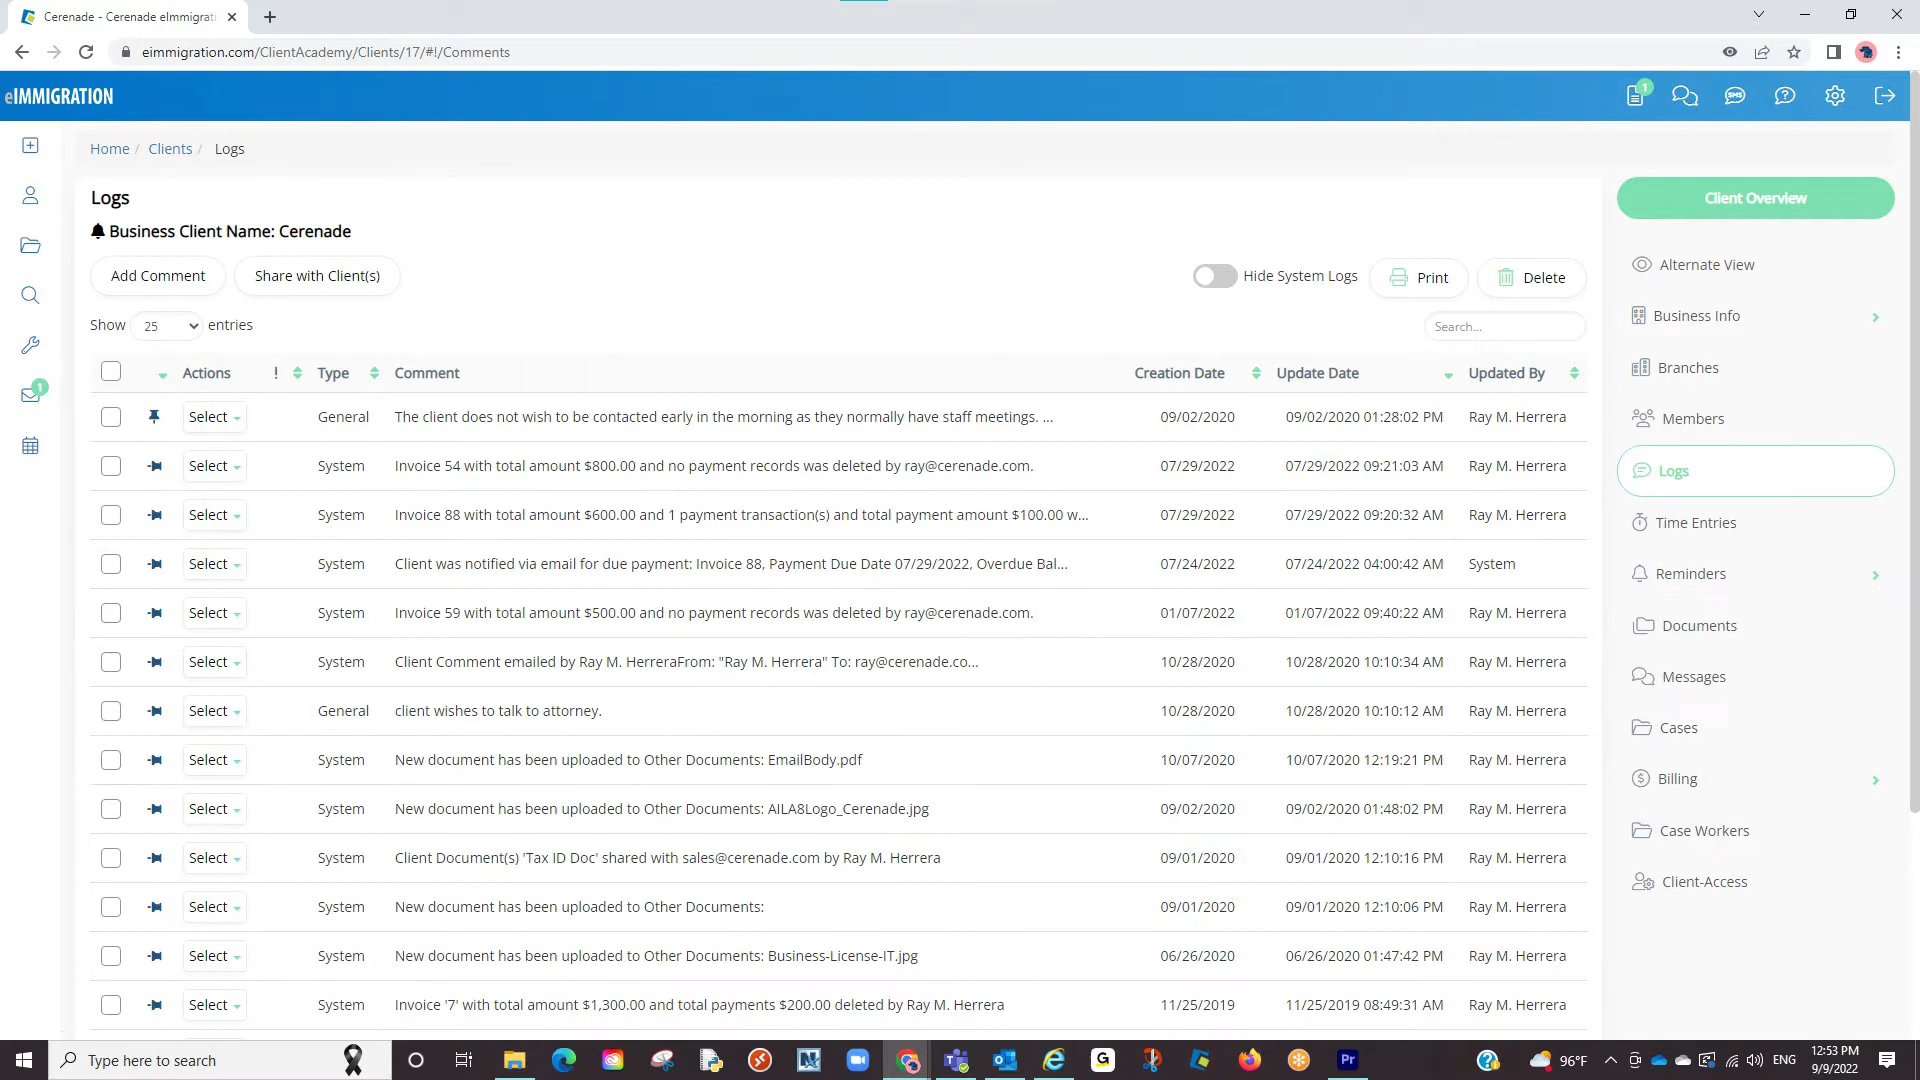 Cerenade - Cerenade eImmigrati
eimmigration.com/ClientAcademy/Clients/17/#!/Comments
eIMMIGRATION
1
SMS
Home / Clients / Logs
Logs
Client Overview
Business Client Name: Cerenade
Add Comment Share with Client(s) Hide System Logs Print Delete
Show 25 entries Search...
Actions ! Type Comment Creation Date Update Date Updated By
Select General The client does not wish to be contacted early in the morning as they normally have staff meetings. ... 09/02/2020 09/02/2020 01:28:02 PM Ray M. Herrera
Select System Invoice 54 with total amount $800.00 and no payment records was deleted by ray@cerenade.com. 07/29/2022 07/29/2022 09:21:03 AM Ray M. Herrera
Select System Invoice 88 with total amount $600.00 and 1 payment transaction(s) and total payment amount $100.00 w... 07/29/2022 07/29/2022 09:20:32 AM Ray M. Herrera
Select System Client was notified via email for due payment: Invoice 88, Payment Due Date 07/29/2022, Overdue Bal... 07/24/2022 07/24/2022 04:00:42 AM System
Select System Invoice 59 with total amount $500.00 and no payment records was deleted by ray@cerenade.com. 01/07/2022 01/07/2022 09:40:22 AM Ray M. Herrera
Select System Client Comment emailed by Ray M. HerreraFrom: "Ray M. Herrera" To: ray@cerenade.co... 10/28/2020 10/28/2020 10:10:34 AM Ray M. Herrera
Select General client wishes to talk to attorney. 10/28/2020 10/28/2020 10:10:12 AM Ray M. Herrera
Select System New document has been uploaded to Other Documents: EmailBody.pdf 10/07/2020 10/07/2020 12:19:21 PM Ray M. Herrera
Select System New document has been uploaded to Other Documents: AILA8Logo_Cerenade.jpg 09/02/2020 09/02/2020 01:48:02 PM Ray M. Herrera
Select System Client Document(s) 'Tax ID Doc' shared with sales@cerenade.com by Ray M. Herrera 09/01/2020 09/01/2020 12:10:16 PM Ray M. Herrera
Select System New document has been uploaded to Other Documents: 09/01/2020 09/01/2020 12:10:06 PM Ray M. Herrera
Select System New document has been uploaded to Other Documents: Business-License-IT.jpg 06/26/2020 06/26/2020 01:47:42 PM Ray M. Herrera
Select System Invoice '7' with total amount $1,300.00 and total payments $200.00 deleted by Ray M. Herrera 11/25/2019 11/25/2019 08:49:31 AM Ray M. Herrera
1
Alternate View
Business Info
Branches
Members
Logs
Time Entries
Reminders
Documents
Messages
Cases
Billing
Case Workers
Client-Access
Type here to search
G
Pr
96°F
ENG
12:53 PM
9/9/2022